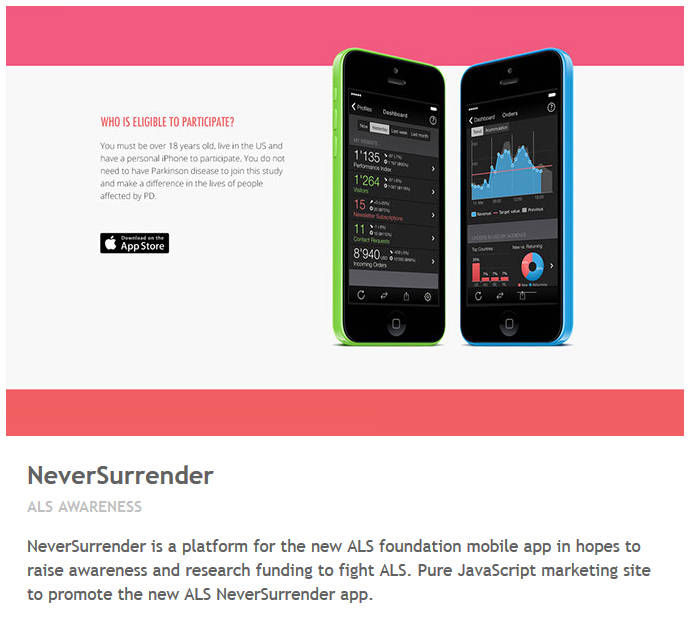 WHO IS ELIGIBLE TO PARTICIPATE?
You must be over 18 years old, live in the US and
have a personal iPhone to participate. You do not
need to have Parkinson disease to join this study
and make a difference in the lives of people
affected by PD.
Download on the
App Store
Profiles Dashboard ?
Now Yesterday Last week Last month
1'135
Performance Index
1'264
Visitors
15
Newsletter Subscriptions
11
Contact Requests
8'940 USD
Incoming Orders
Dashboard Orders ?
Trend Accumulation
Revenue Target value Previous
Top Countries New vs. Returning
New Returning
NeverSurrender
ALS AWARENESS
NeverSurrender is a platform for the new ALS foundation mobile app in hopes to
raise awareness and research funding to fight ALS. Pure JavaScript marketing site
to promote the new ALS NeverSurrender app.